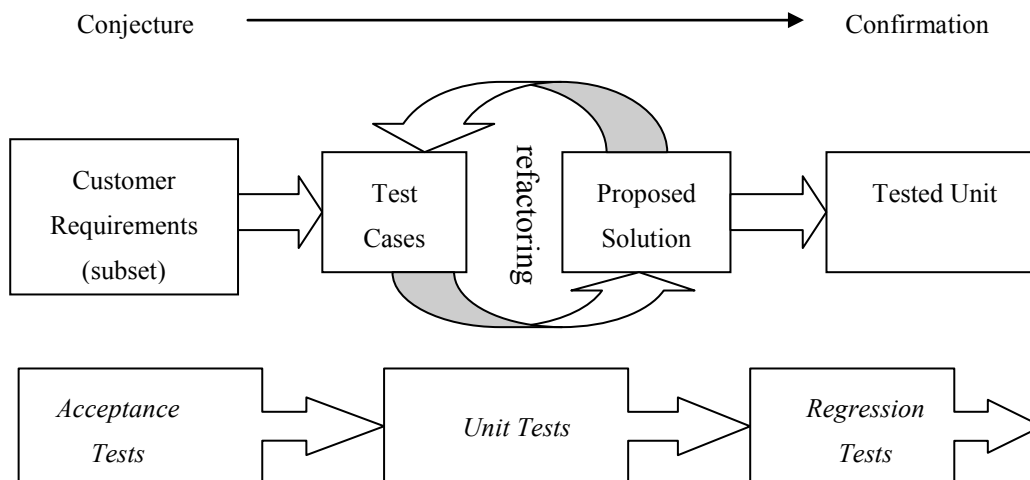 Conjecture
Confirmation
Customer
Requirements
(subset)
Test
Cases
refactoring
Proposed
Solution
Tested Unit
Acceptance
Tests
Unit Tests
Regression
Tests